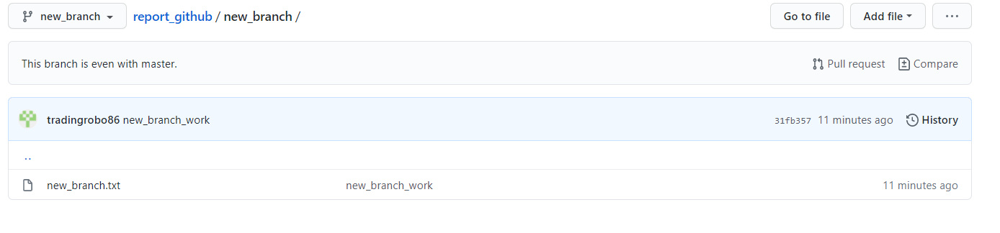 new_branch report_github / new_branch / Go to file Add file ...
This branch is even with master. Pull request Compare
tradingrobo86 new_branch_work 31fb357 11 minutes ago History
..
new_branch.txt new_branch_work 11 minutes ago